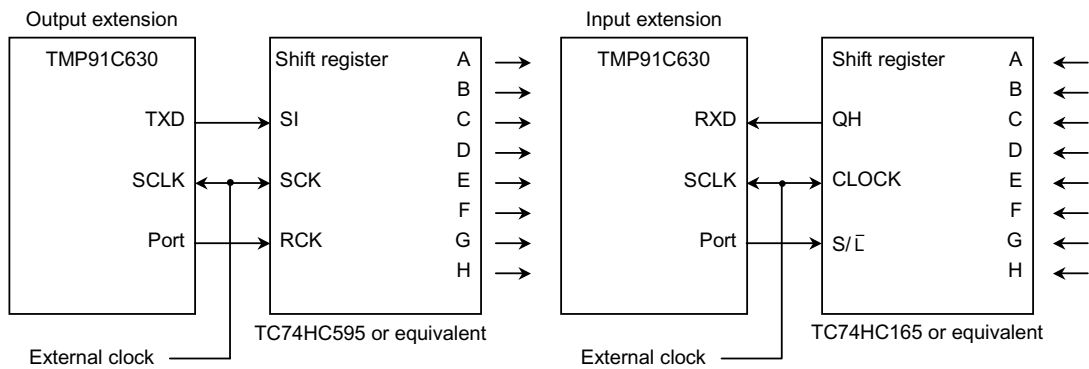 Output extension
TMP91C630
TXD
SCLK
Port
Shift register
SI
SCK
RCK
A
B
C
D
E
F
G
H
TC74HC595 or equivalent
External clock
Input extension
TMP91C630
RXD
SCLK
Port
Shift register
QH
CLOCK
S/L̄
A
B
C
D
E
F
G
H
TC74HC165 or equivalent
External clock